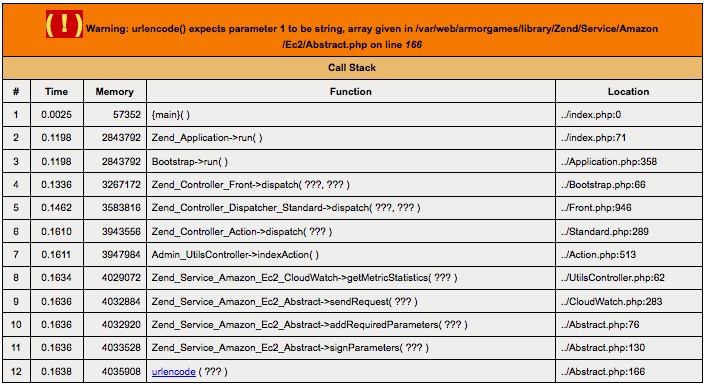 ( ! ) Warning: urlencode() expects parameter 1 to be string, array given in /var/web/armorgames/library/Zend/Service/Amazon
/Ec2/Abstract.php on line 166
Call Stack
# Time Memory Function Location
1 0.0025 57352 {main}( ) ../index.php:0
2 0.1198 2843792 Zend_Application->run( ) ../index.php:71
3 0.1198 2843792 Bootstrap->run( ) ../Application.php:358
4 0.1336 3267172 Zend_Controller_Front->dispatch( ???, ??? ) ../Bootstrap.php:66
5 0.1462 3583816 Zend_Controller_Dispatcher_Standard->dispatch( ???, ??? ) ../Front.php:946
6 0.1610 3943556 Zend_Controller_Action->dispatch( ??? ) ../Standard.php:289
7 0.1611 3947984 Admin_UtilsController->indexAction( ) ../Action.php:513
8 0.1634 4029072 Zend_Service_Amazon_Ec2_CloudWatch->getMetricStatistics( ??? ) ../UtilsController.php:62
9 0.1636 4032884 Zend_Service_Amazon_Ec2_Abstract->sendRequest( ??? ) ../CloudWatch.php:283
10 0.1636 4032920 Zend_Service_Amazon_Ec2_Abstract->addRequiredParameters( ??? ) ../Abstract.php:76
11 0.1636 4033528 Zend_Service_Amazon_Ec2_Abstract->signParameters( ??? ) ../Abstract.php:130
12 0.1638 4035908 urlencode ( ??? ) ../Abstract.php:166